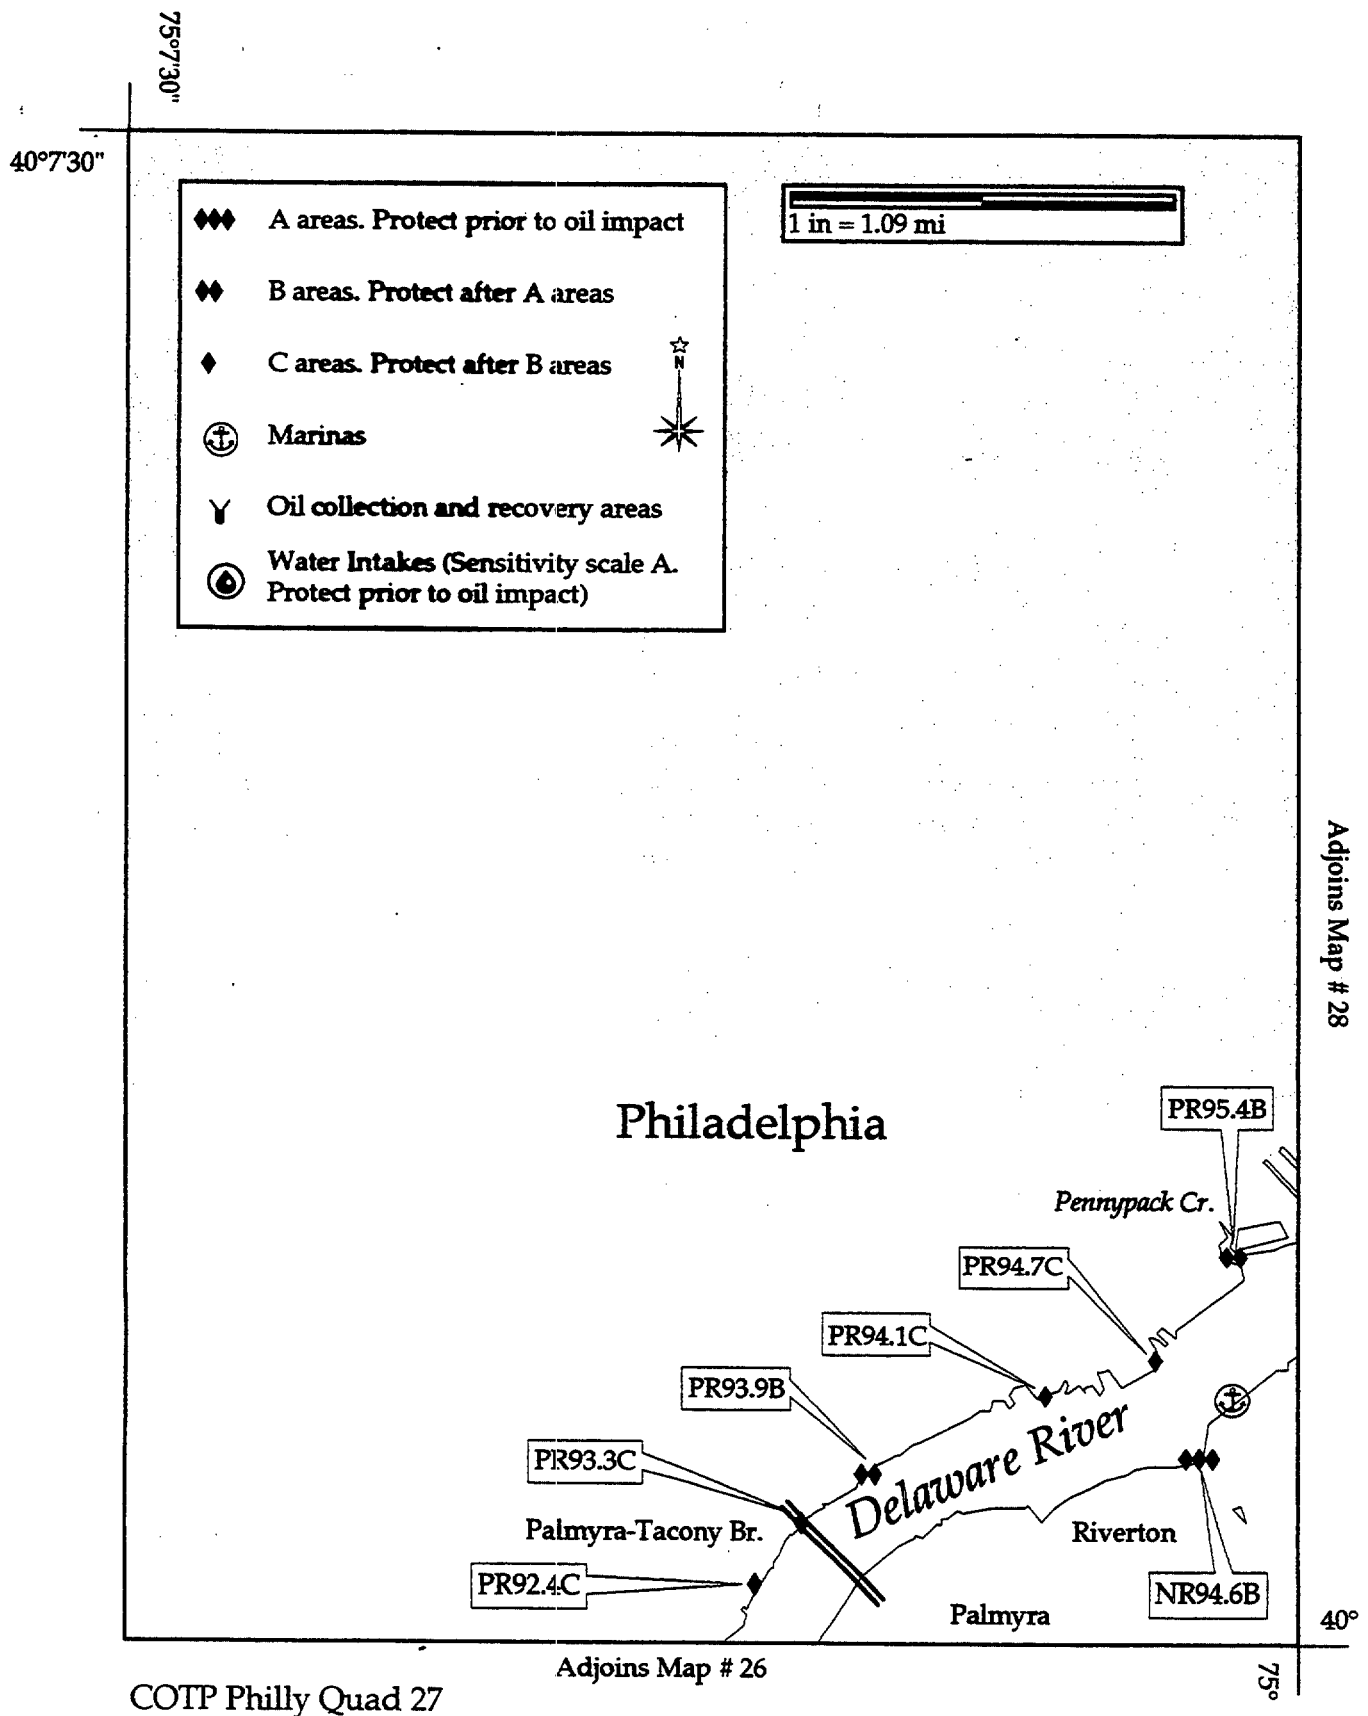 75°7'30"
40°7'30"
A areas. Protect prior to oil impact
1 in = 1.09 mi
B areas. Protect after A areas
C areas. Protect after B areas
N
Marinas
Oil collection and recovery areas
Water Intakes (Sensitivity scale A.
Protect prior to oil impact)
Adjoins Map # 28
Philadelphia
PR95.4B
Pennypack Cr.
PR94.7C
PR94.1C
PR93.9B
Delaware River
PR93.3C
Palmyra-Tacony Br.
Riverton
PR92.4C
NR94.6B
Palmyra
40°
Adjoins Map # 26
75°
COTP Philly Quad 27